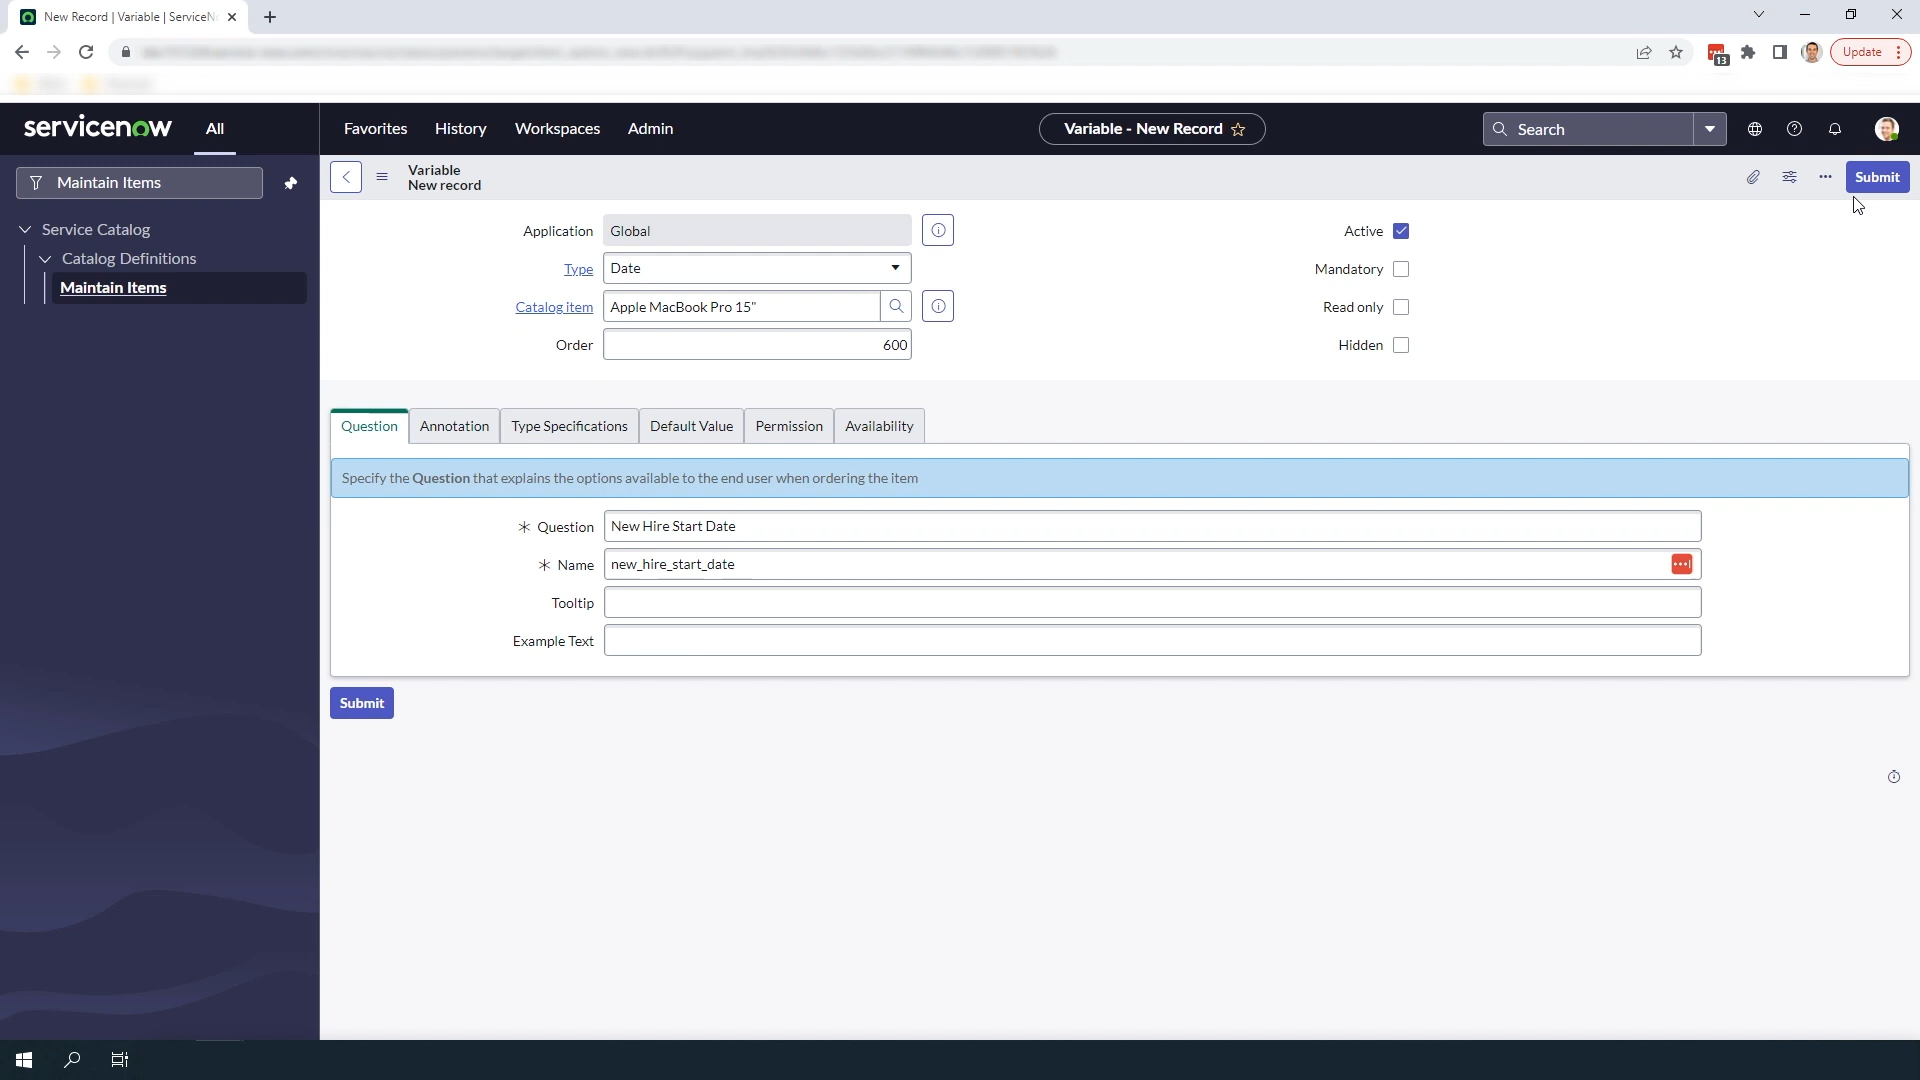 New Record | Variable | ServiceN
13
Update
servicenow
All
Favorites
History
Workspaces
Admin
Variable - New Record
Search
Maintain Items
Variable
New record
Submit
Service Catalog
Catalog Definitions
Maintain Items
Application
Global
Active
Type
Date
Mandatory
Catalog item
Apple MacBook Pro 15"
Read only
Order
600
Hidden
Question
Annotation
Type Specifications
Default Value
Permission
Availability
Specify the Question that explains the options available to the end user when ordering the item
* Question
New Hire Start Date
* Name
new_hire_start_date
Tooltip
Example Text
Submit